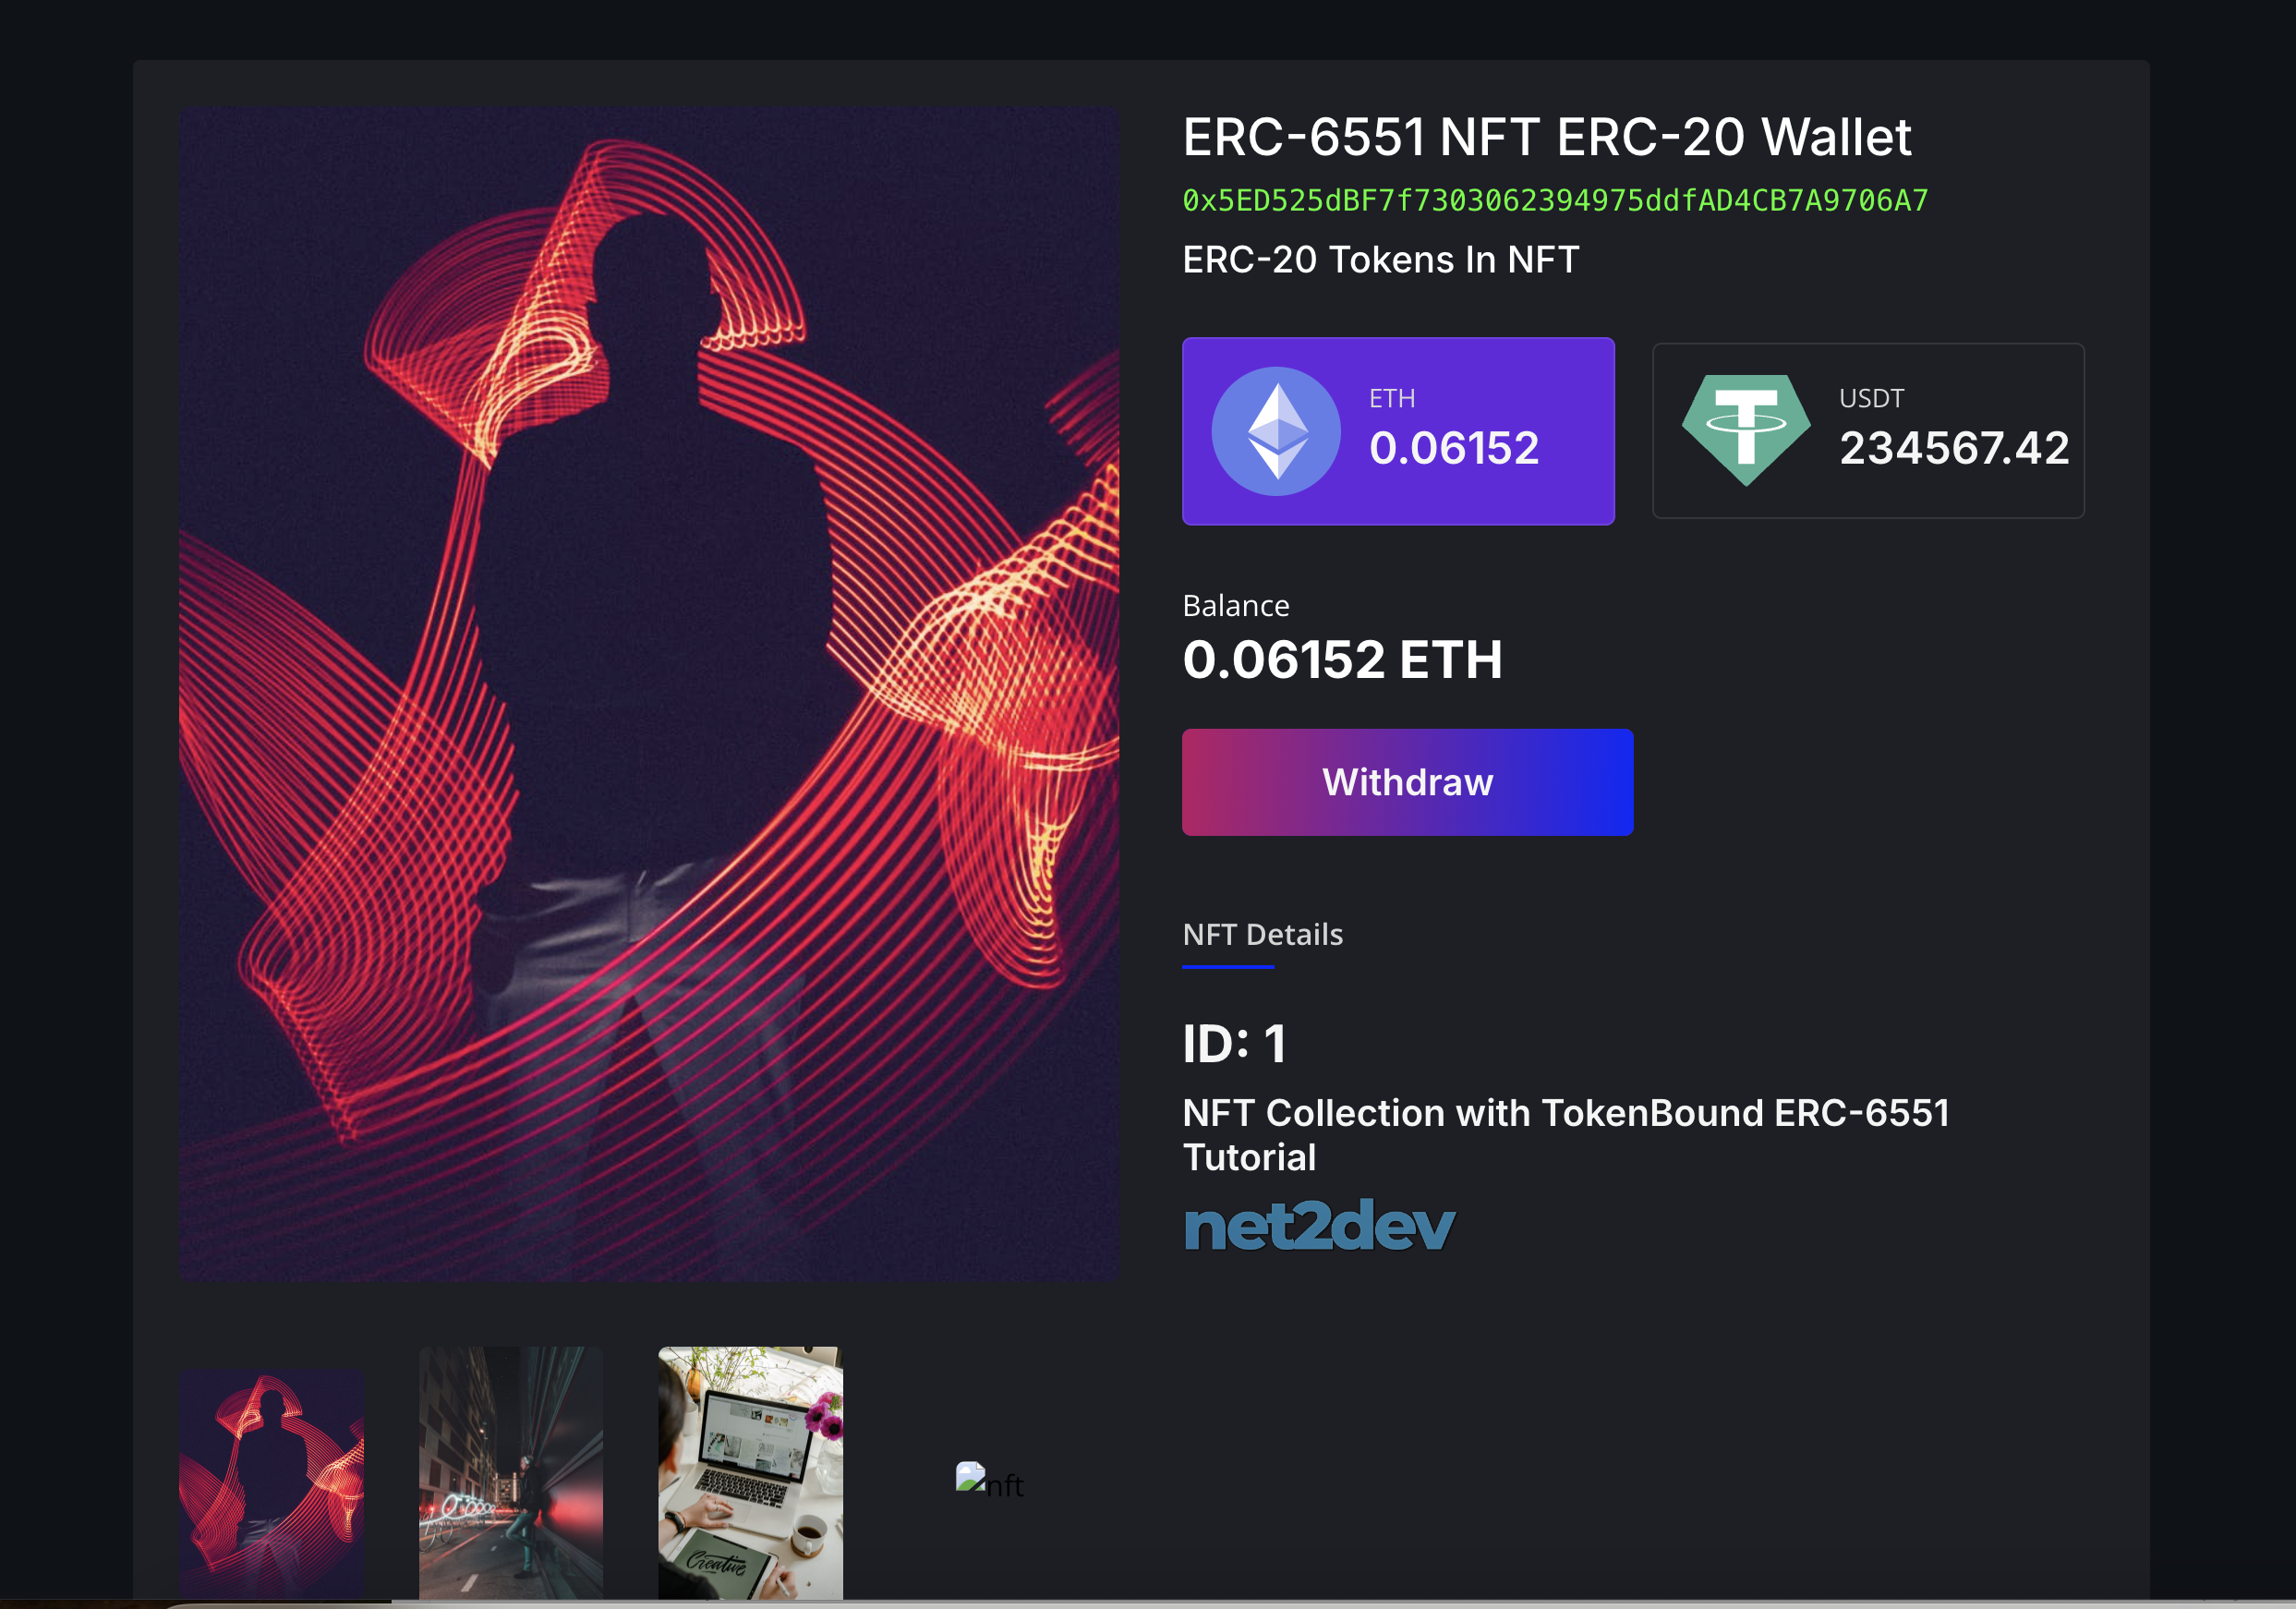 ERC-6551 NFT ERC-20 Wallet
0x5ED525dBF7f7303062394975ddfAD4CB7A9706A7
ERC-20 Tokens In NFT
ETH
0.06152
USDT
234567.42
Balance
0.06152 ETH
Withdraw
NFT Details
ID: 1
NFT Collection with TokenBound ERC-6551
Tutorial
net2dev
nft
Creative